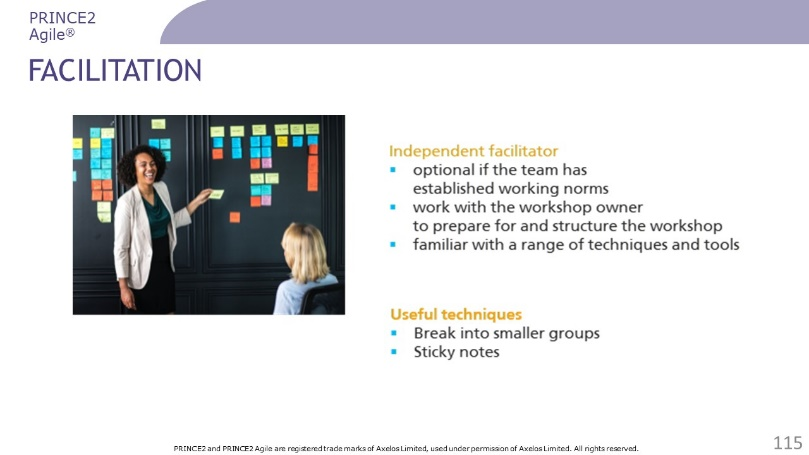 PRINCE2
Agile®
FACILITATION
Independent facilitator
▪ optional if the team has
established working norms
▪ work with the workshop owner
to prepare for and structure the workshop
▪ familiar with a range of techniques and tools
Useful techniques
▪ Break into smaller groups
▪ Sticky notes
PRINCE2 and PRINCE2 Agile are registered trade marks of Axelos Limited, used under permission of Axelos Limited. All rights reserved.
115